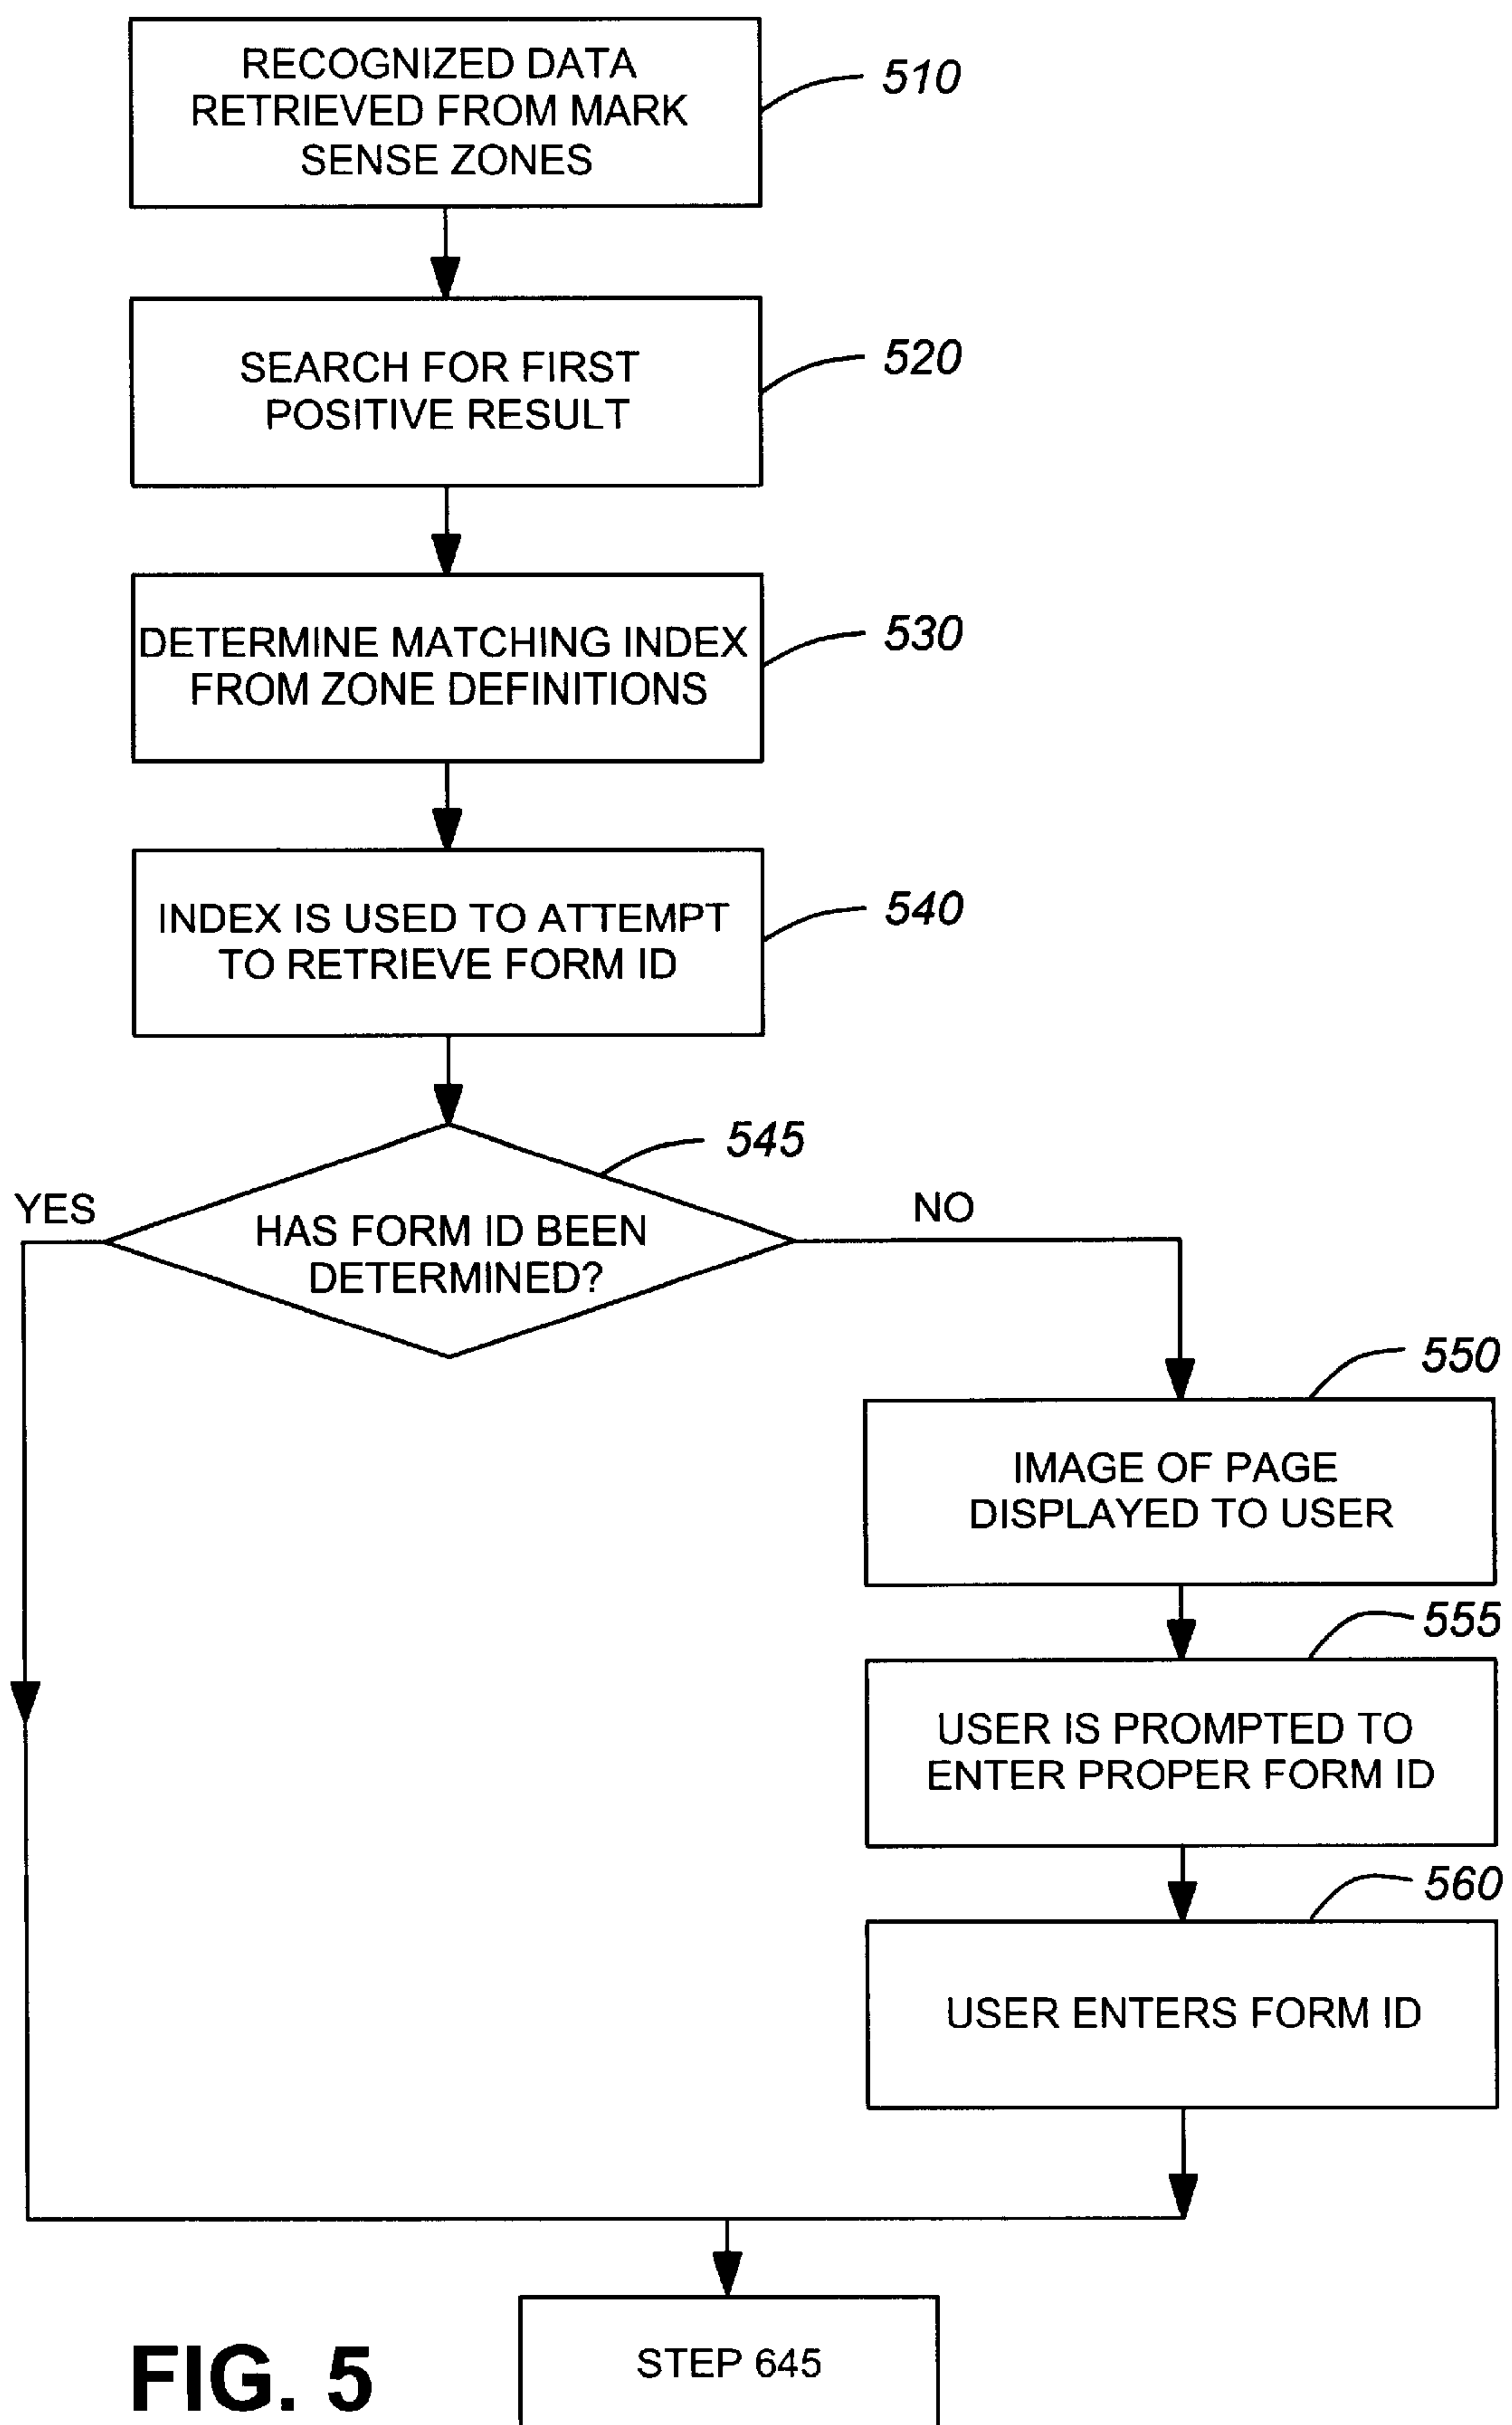 RECOGNIZED DATA
RETRIEVED FROM MARK
SENSE ZONES
510
SEARCH FOR FIRST
POSITIVE RESULT
520
DETERMINE MATCHING INDEX
FROM ZONE DEFINITIONS
530
INDEX IS USED TO ATTEMPT
TO RETRIEVE FORM ID
540
545
YES
HAS FORM ID BEEN
DETERMINED?
NO
550
IMAGE OF PAGE
DISPLAYED TO USER
555
USER IS PROMPTED TO
ENTER PROPER FORM ID
560
USER ENTERS FORM ID
STEP 645
FIG. 5